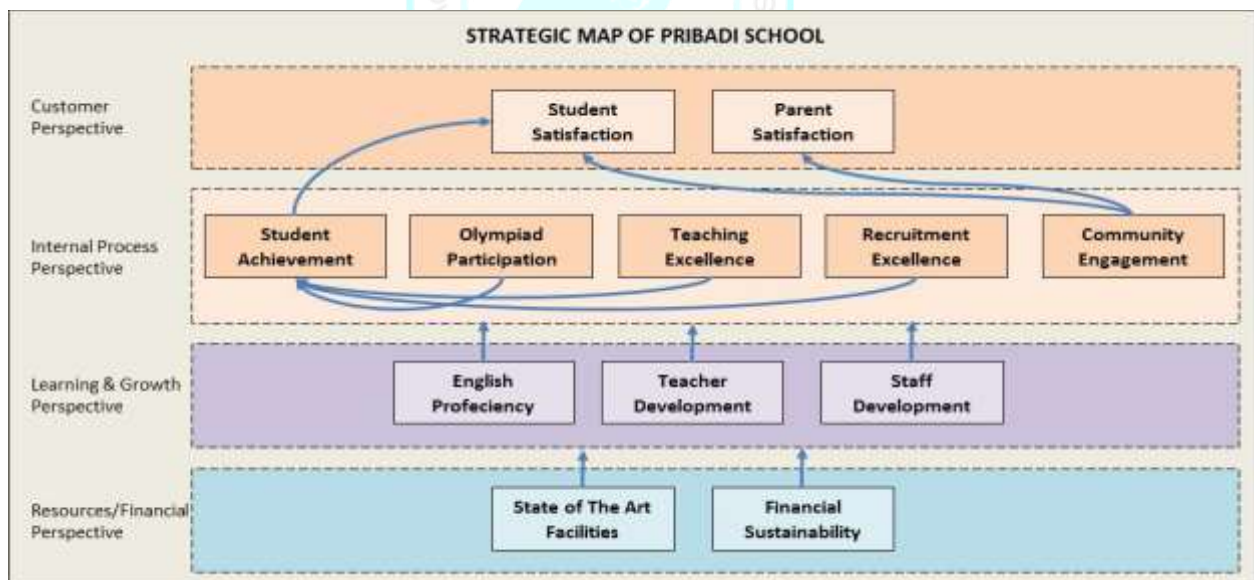 STRATEGIC MAP OF PRIBADI SCHOOL
Customer
Perspective
Student
Satisfaction
Parent
Satisfaction
Internal Process
Perspective
Student
Achievement
Olympiad
Participation
Teaching
Excellence
Recruitment
Excellence
Community
Engagement
Learning & Growth
Perspective
English
Profeciency
Teacher
Development
Staff
Development
Resources/Financial
Perspective
State of The Art
Facilities
Financial
Sustainability